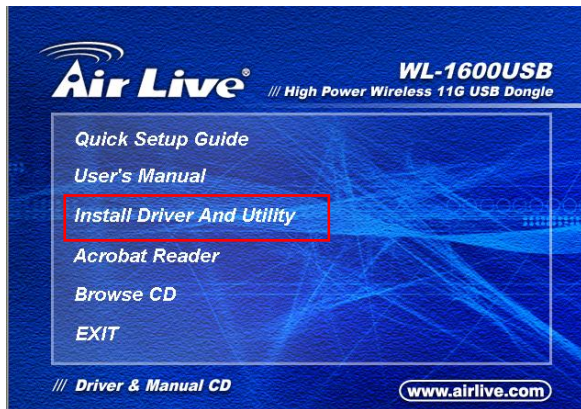 Air Live®
WL-1600USB
/// High Power Wireless 11G USB Dongle
Quick Setup Guide
User's Manual
Install Driver And Utility
Acrobat Reader
Browse CD
EXIT
/// Driver & Manual CD
www.airlive.com